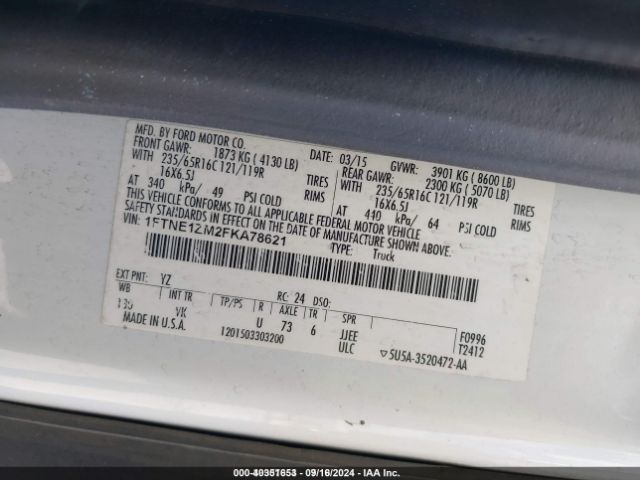 MFD. BY FORD MOTOR CO.
DATE: 03/15 GVWR: 3901 KG ( 8600 LB)
FRONT GAWR: 1873 KG ( 4130 LB) REAR GAWR: 2300 KG ( 5070 LB)
WITH 235/65R16C 121/119R TIRES WITH 235/65R16C 121/119R TIRES
16X6.5J RIMS 16X6.5J RIMS
AT 340 kPa/ 49 PSI COLD AT 440 kPa/ 64 PSI COLD
THIS VEHICLE CONFORMS TO ALL APPLICABLE FEDERAL MOTOR VEHICLE
SAFETY STANDARDS IN EFFECT ON THE DATE OF MANUFACTURE SHOWN ABOVE.
VIN: 1FTNE12M2FKA78621 TYPE: Truck
EXT PNT: YZ RC: 24 DSO:
WB INT TR TP/PS R AXLE TR SPR F0996
VK U 73 6 JJEE T2412
MADE IN U.S.A. 1201503303200 ULC ▽5U5A-3520472-AA
09/16/2024 - IAAI.COM